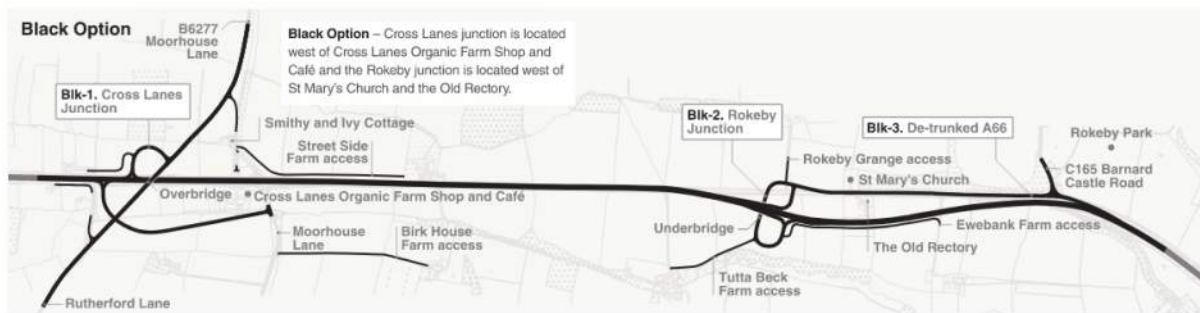 Black Option
B6277
Moorhouse
Lane
Black Option – Cross Lanes junction is located
west of Cross Lanes Organic Farm Shop and
Café and the Rokeby junction is located west of
St Mary's Church and the Old Rectory.
Blk-1. Cross Lanes
Junction
Smithy and Ivy Cottage
Street Side
Farm access
Blk-2. Rokeby
Junction
Blk-3. De-trunked A66
Rokeby Park
Rokeby Grange access
St Mary's Church
C165 Barnard
Castle Road
Overbridge
Cross Lanes Organic Farm Shop and Café
Underbridge
Ewebank Farm access
Moorhouse
Lane
Birk House
Farm access
The Old Rectory
Tutta Beck
Farm access
Rutherford Lane